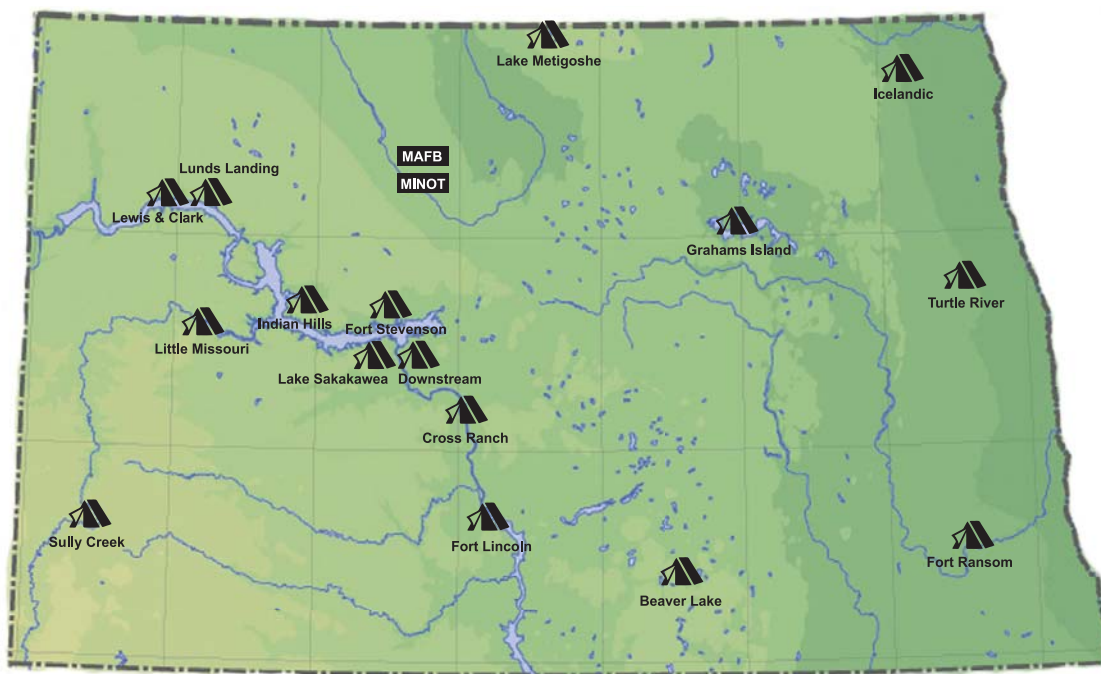 Lake Metigoshe
Icelandic
MAFB
MINOT
Lunds Landing
Lewis & Clark
Grahams Island
Turtle River
Indian Hills
Fort Stevenson
Little Missouri
Lake Sakakawea
Downstream
Cross Ranch
Sully Creek
Fort Lincoln
Fort Ransom
Beaver Lake